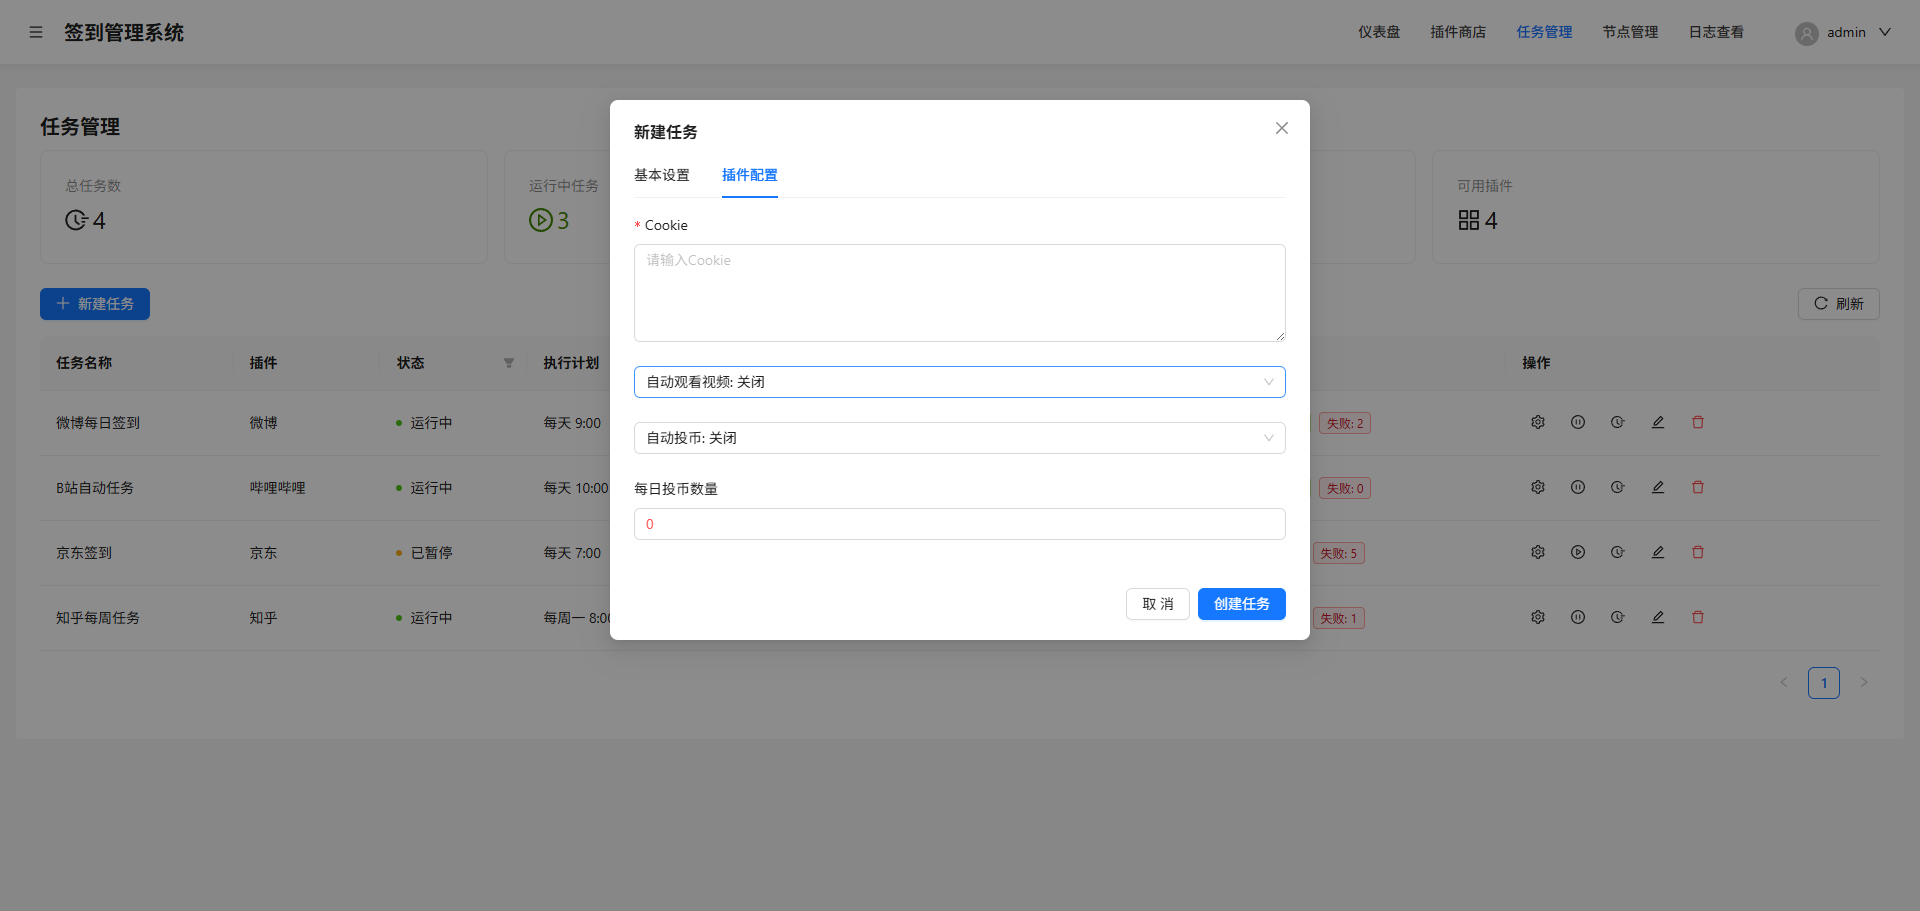 签到管理系统
仪表盘
插件商店
任务管理
节点管理
日志查看
admin
任务管理
总任务数
4
运行中任务
3
可用插件
4
新建任务
刷新
任务名称
插件
状态
执行计划
操作
微博每日签到
微博
运行中
每天 9:00
失败: 2
B站自动任务
哔哩哔哩
运行中
每天 10:00
失败: 0
京东签到
京东
已暂停
每天 7:00
失败: 5
知乎每周任务
知乎
运行中
每周一 8:00
失败: 1
1
新建任务
基本设置
插件配置
* Cookie
请输入Cookie
自动观看视频: 关闭
自动投币: 关闭
每日投币数量
0
取 消
创建任务